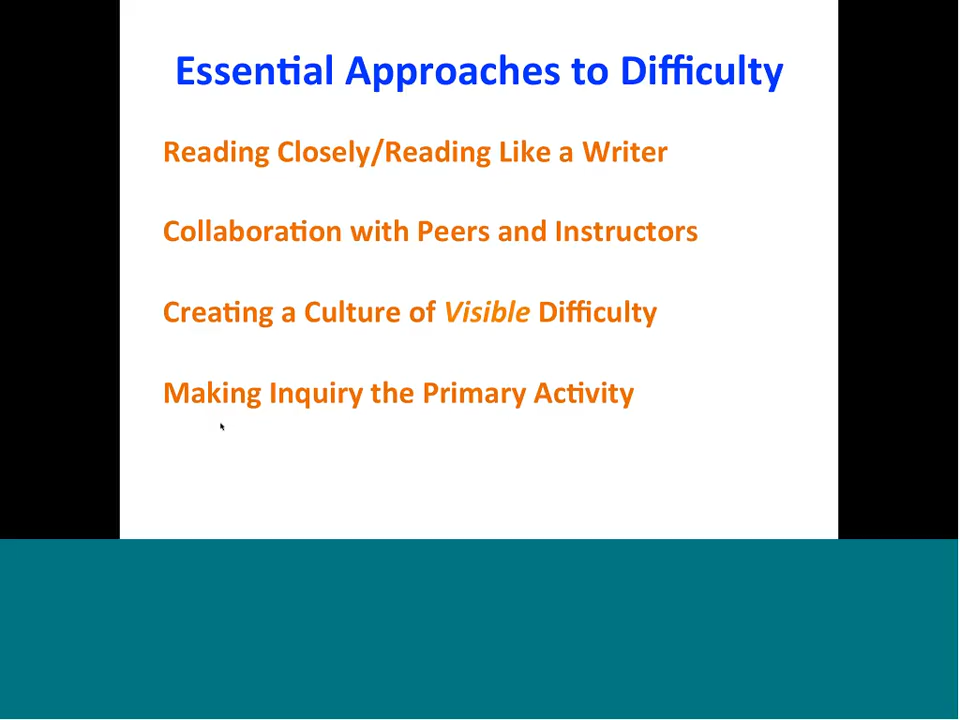 Essential Approaches to Difficulty
Reading Closely/Reading Like a Writer
Collaboration with Peers and Instructors
Creating a Culture of Visible Difficulty
Making Inquiry the Primary Activity